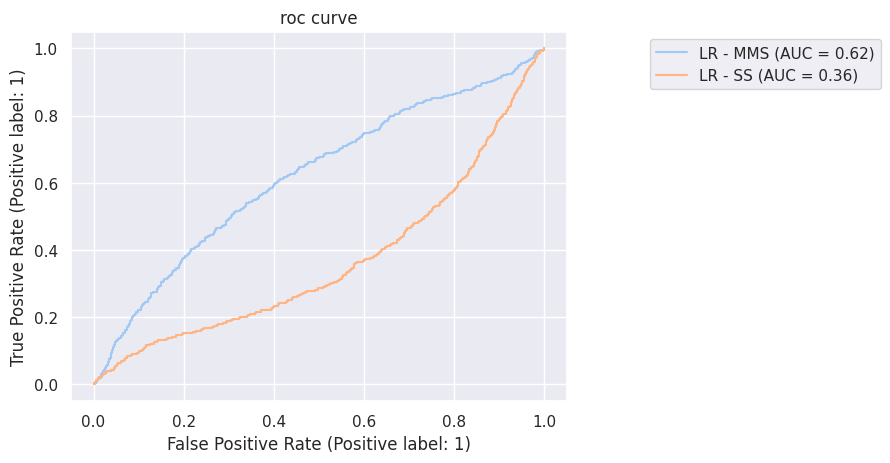 roc curve
LR - MMS (AUC = 0.62)
LR - SS (AUC = 0.36)
True Positive Rate (Positive label: 1)
1.0
0.8
0.6
0.4
0.2
0.0
0.0 0.2 0.4 0.6 0.8 1.0
False Positive Rate (Positive label: 1)